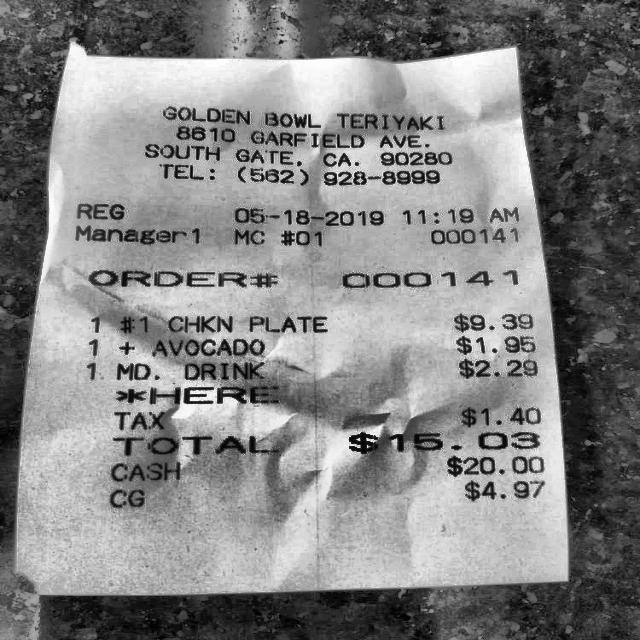 GOLDEN BOWL TERIYAKI
8610 GARFIELD AVE.
SOUTH GATE, CA. 90280
TEL: (562) 928-8999
REG 05-18-2019 11:19 AM
Manager1 MC #01 000141
ORDER# 000141
1 #1 CHKN PLATE $9.39
1 + AVOCADO $1.95
1 MD. DRINK $2.29
*HERE
TAX $1.40
TOTAL $15.03
CASH $20.00
CG $4.97